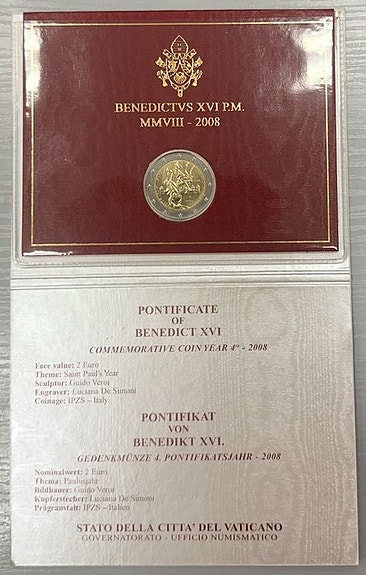 BENEDICTVS XVI P.M.
MMVIII - 2008
PONTIFICATE
OF
BENEDICT XVI
COMMEMORATIVE COIN YEAR 4th - 2008
Face value: 2 Euro
Theme: Saint Paul's Year
Sculptor: Guido Veroi
Engraver: Luciana De Simoni
Coinage: IPZS – Italy
PONTIFIKAT
VON
BENEDIKT XVI.
GEDENKMÜNZE 4. PONTIFIKATSJAHR - 2008
Nominalwert: 2 Euro
Thema: Paulusjahr
Bildhauer: Guido Veroi
Kupferstecher: Luciana De Simoni
Prägeanstalt: IPZS – Italien
STATO DELLA CITTA' DEL VATICANO
GOVERNATORATO - UFFICIO NUMISMATICO